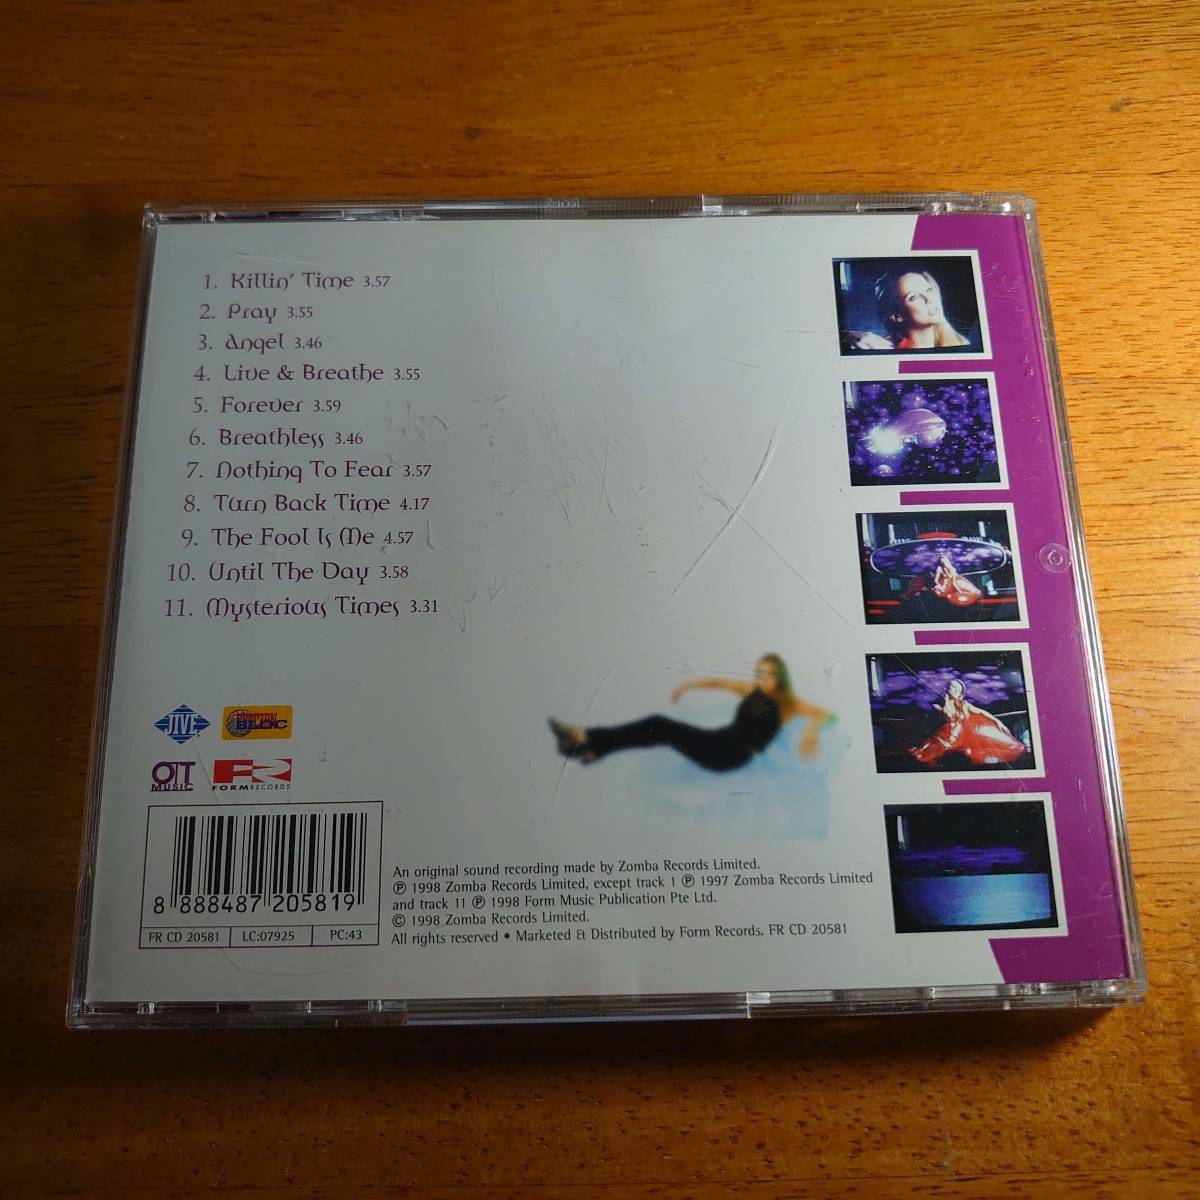 1. Killin' Time 3.57
2. Pray 3.55
3. Angel 3.46
4. Live & Breathe 3.55
5. Forever 3.59
6. Breathless 3.46
7. Nothing To Fear 3.57
8. Turn Back Time 4.17
9. The Fool Is Me 4.57
10. Until The Day 3.58
11. Mysterious Times 3.31
JIVE
BLOC
OTT MUSIC
FORM RECORDS
8 888487 205819
FR CD 20581 LC:07925 PC:43
An original sound recording made by Zomba Records Limited.
℗ 1998 Zomba Records Limited, except track 1 ℗ 1997 Zomba Records Limited
and track 11 ℗ 1998 Form Music Publication Pte Ltd.
© 1998 Zomba Records Limited.
All rights reserved • Marketed & Distributed by Form Records. FR CD 20581